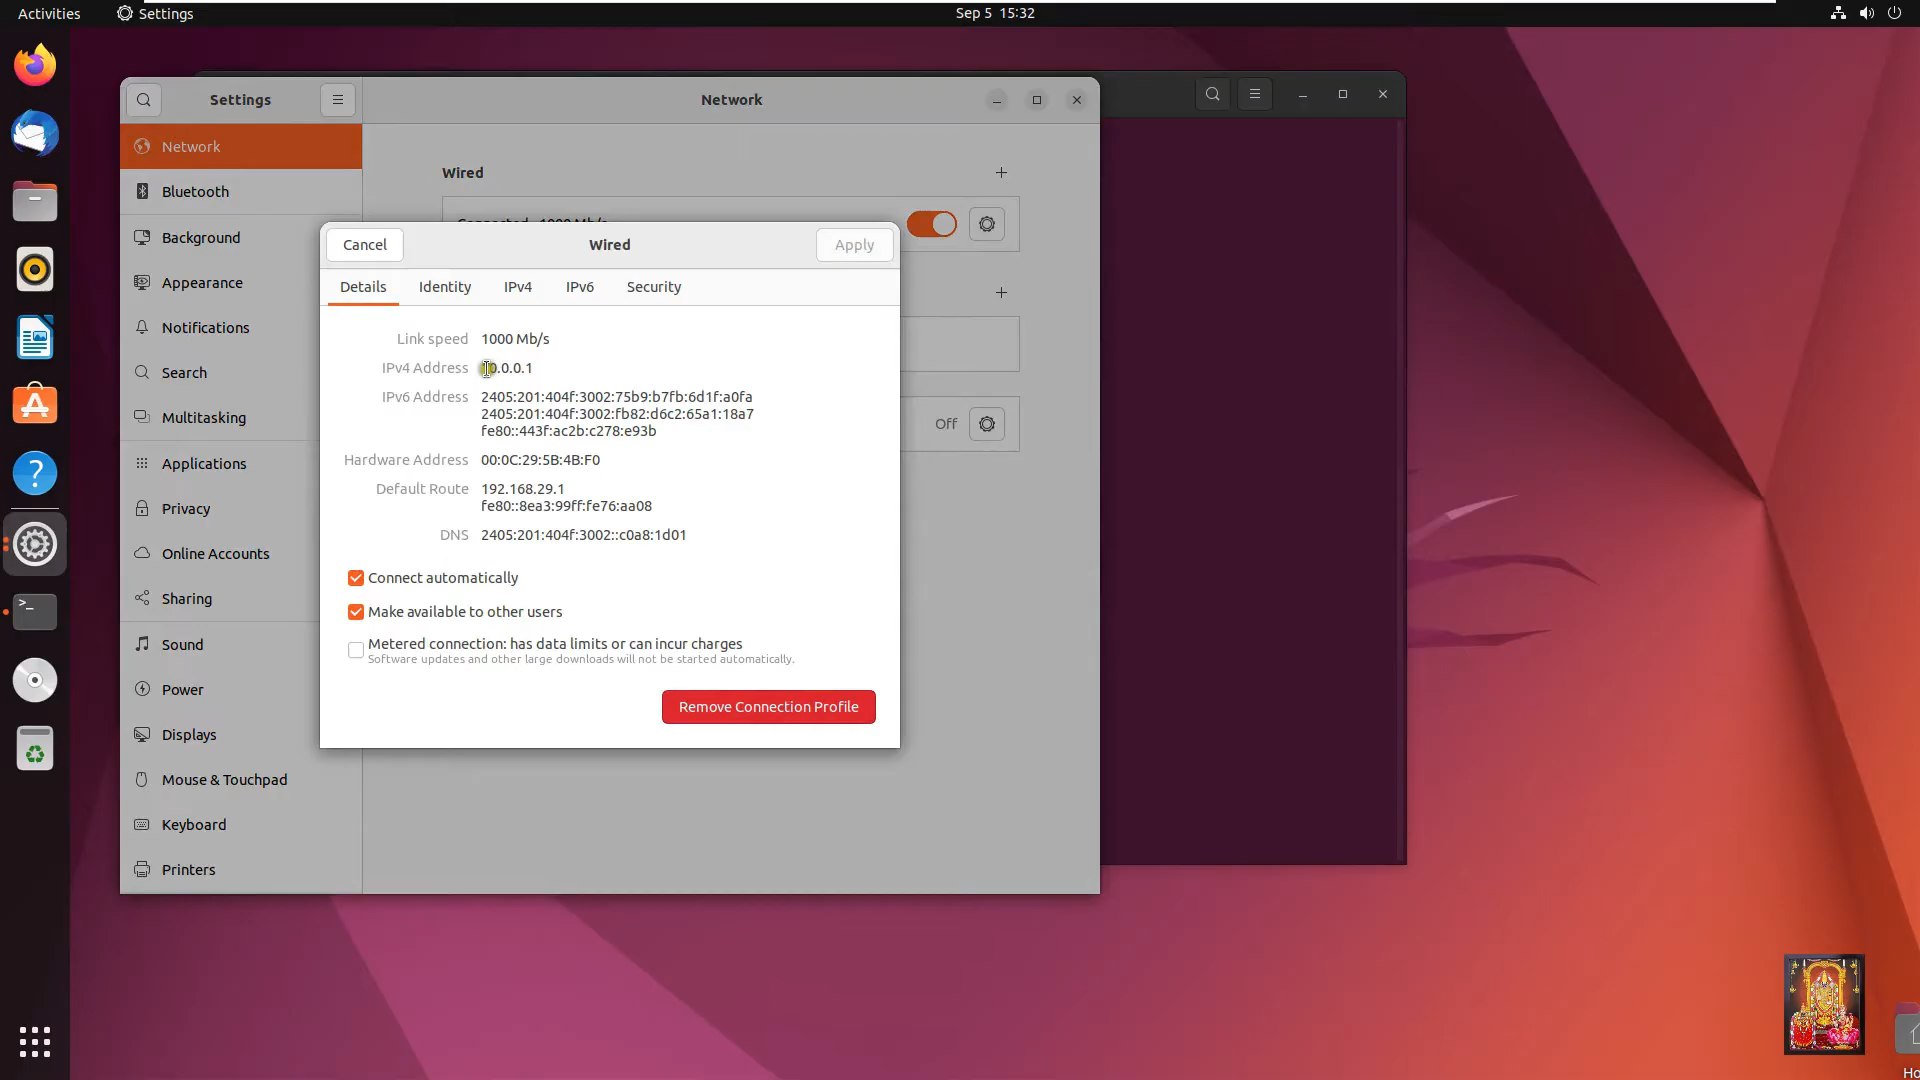 Activities
Settings
Sep 5 15:32
Settings
Network
Network
Bluetooth
Background
Appearance
Notifications
Search
Multitasking
Applications
Privacy
Online Accounts
Sharing
Sound
Power
Displays
Mouse & Touchpad
Keyboard
Printers
Wired
Off
Cancel
Wired
Apply
Details
Identity
IPv4
IPv6
Security
Link speed 1000 Mb/s
IPv4 Address 10.0.0.1
IPv6 Address 2405:201:404f:3002:75b9:b7fb:6d1f:a0fa
2405:201:404f:3002:fb82:d6c2:65a1:18a7
fe80::443f:ac2b:c278:e93b
Hardware Address 00:0C:29:5B:4B:F0
Default Route 192.168.29.1
fe80::8ea3:99ff:fe76:aa08
DNS 2405:201:404f:3002::c0a8:1d01
Connect automatically
Make available to other users
Metered connection: has data limits or can incur charges
Software updates and other large downloads will not be started automatically.
Remove Connection Profile